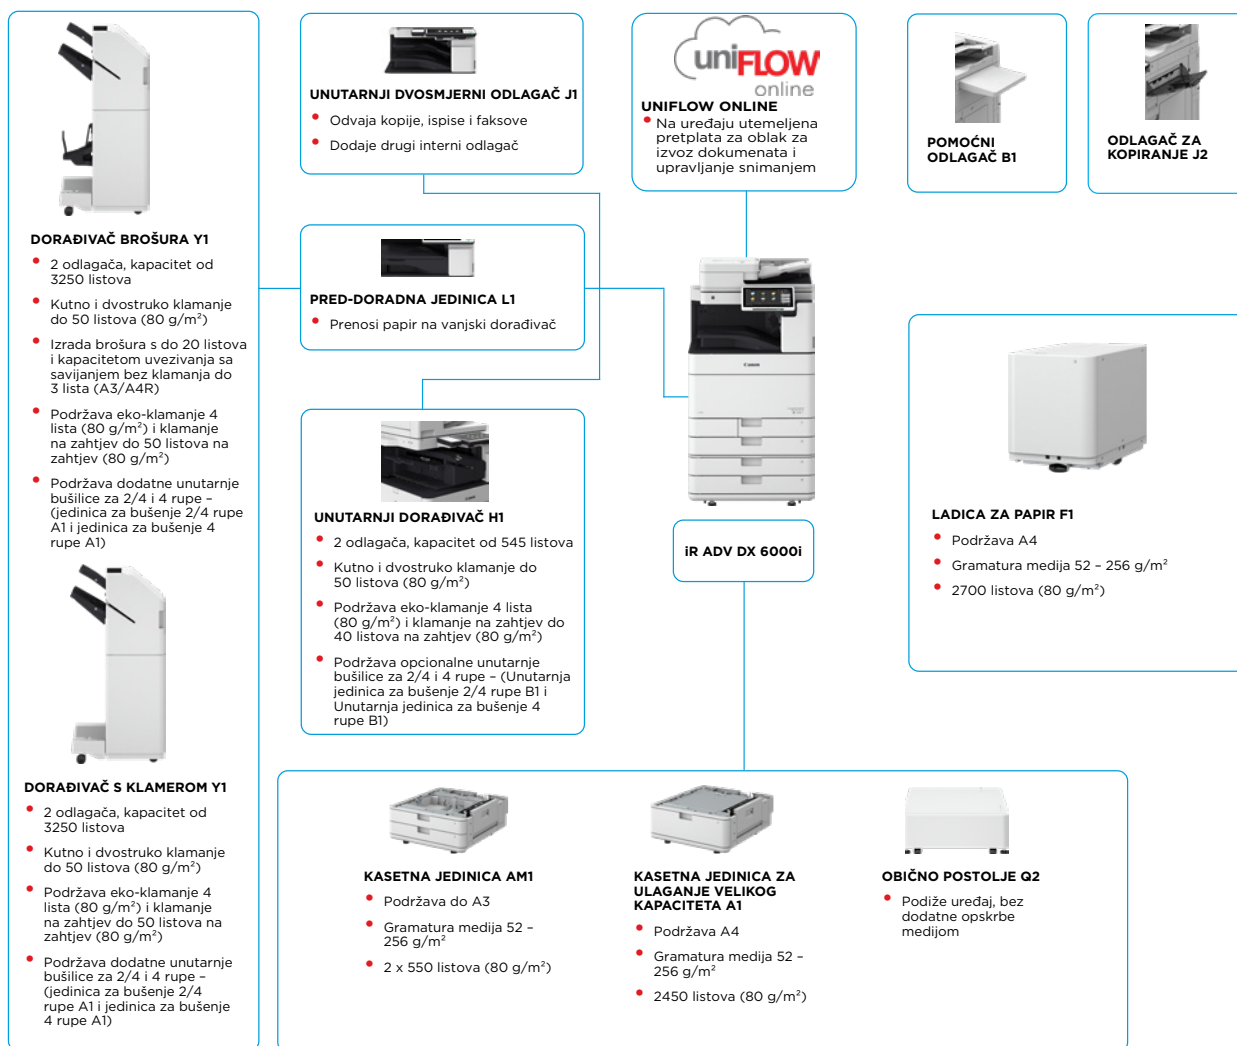 DORAĐIVAČ BROŠURA Y1
2 odlagača, kapacitet od
3250 listova
Kutno i dvostruko klamanje
do 50 listova (80 g/m²)
Izrada brošura s do 20 listova
i kapacitetom uvezivanja sa
savijanjem bez klamanja do
3 lista (A3/A4R)
Podržava eko-klamanje 4
lista (80 g/m²) i klamanje
na zahtjev do 50 listova na
zahtjev (80 g/m²)
Podržava dodatne unutarnje
bušilice za 2/4 i 4 rupe –
(jedinica za bušenje 2/4 rupe
A1 i jedinica za bušenje 4
rupe A1)
DORAĐIVAČ S KLAMEROM Y1
2 odlagača, kapacitet od
3250 listova
Kutno i dvostruko klamanje
do 50 listova (80 g/m²)
Podržava eko-klamanje 4
lista (80 g/m²) i klamanje
na zahtjev do 50 listova na
zahtjev (80 g/m²)
Podržava dodatne unutarnje
bušilice za 2/4 i 4 rupe –
(jedinica za bušenje 2/4
rupe A1 i jedinica za bušenje
4 rupe A1)
UNUTARNJI DVOSMJERNI ODLAGAČ J1
Odvaja kopije, ispise i faksove
Dodaje drugi interni odlagač
PRED-DORADNA JEDINICA L1
Prenosi papir na vanjski dorađivač
UNUTARNJI DORAĐIVAČ H1
2 odlagača, kapacitet od 545 listova
Kutno i dvostruko klamanje do
50 listova (80 g/m²)
Podržava eko-klamanje 4 lista
(80 g/m²) i klamanje na zahtjev do
40 listova na zahtjev (80 g/m²)
Podržava opcionalne unutarnje
bušilice za 2/4 i 4 rupe – (Unutarnja
jedinica za bušenje 2/4 rupe B1 i
Unutarnja jedinica za bušenje 4
rupe B1)
uniFLOW
online
UNIFLOW ONLINE
Na uređaju utemeljena
pretplata za oblak za
izvoz dokumenata i
upravljanje snimanjem
Canon
iR ADV DX 6000i
POMOĆNI
ODLAGAČ B1
ODLAGAČ ZA
KOPIRANJE J2
LADICA ZA PAPIR F1
Podržava A4
Gramatura medija 52 – 256 g/m²
2700 listova (80 g/m²)
KASETNA JEDINICA AM1
Podržava do A3
Gramatura medija 52 –
256 g/m²
2 x 550 listova (80 g/m²)
KASETNA JEDINICA ZA
ULAGANJE VELIKOG
KAPACITETA A1
Podržava A4
Gramatura medija 52 –
256 g/m²
2450 listova (80 g/m²)
OBIČNO POSTOLJE Q2
Podiže uređaj, bez
dodatne opskrbe
medijom